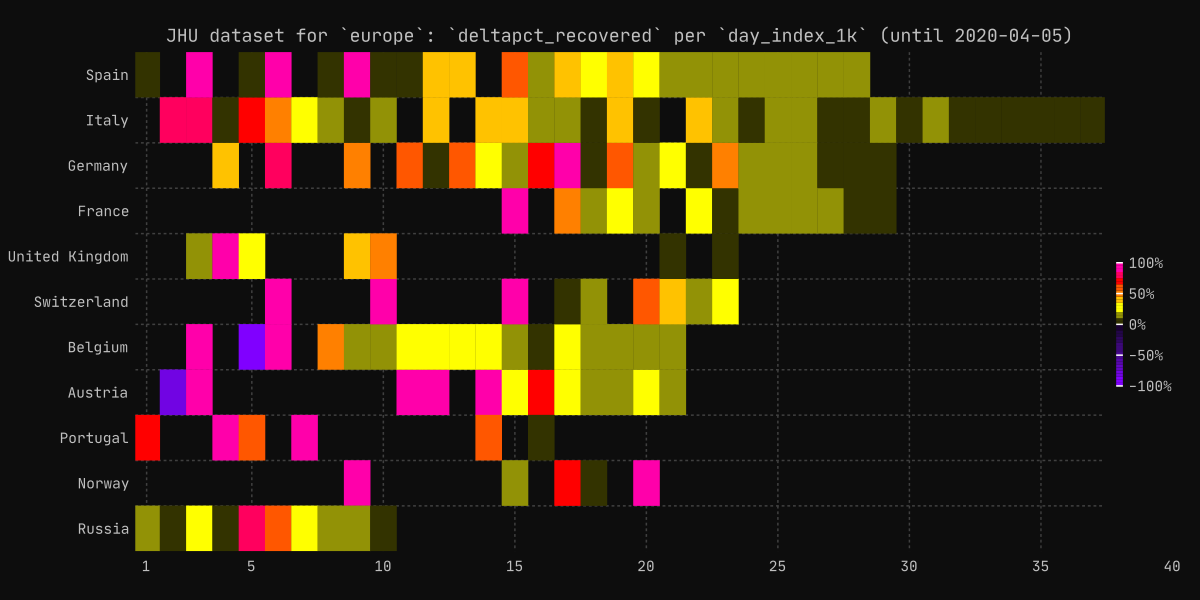 JHU dataset for `europe`: `deltapct_recovered` per `day_index_1k` (until 2020-04-05)
Spain
Italy
Germany
France
United Kingdom
Switzerland
Belgium
Austria
Portugal
Norway
Russia
1 5 10 15 20 25 30 35 40
100%
50%
0%
−50%
−100%